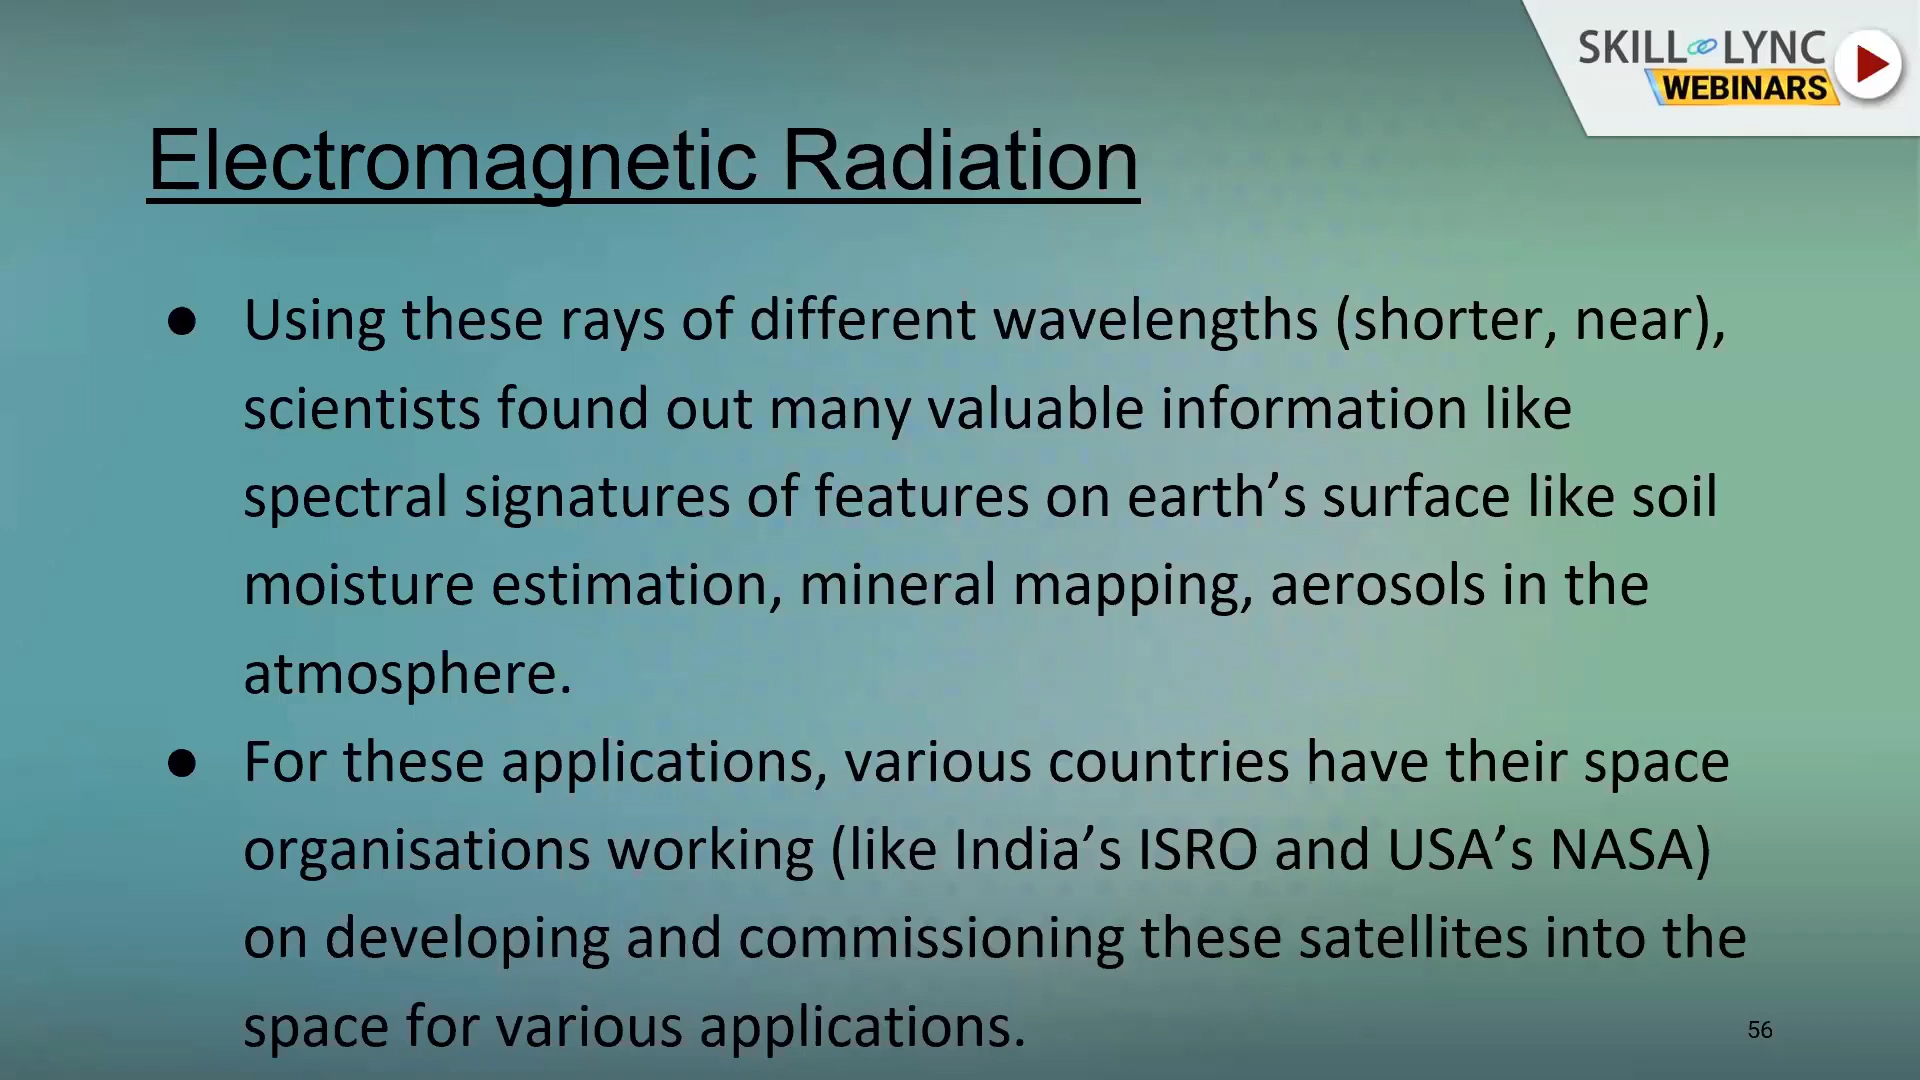 SKILL LYNC
WEBINARS
Electromagnetic Radiation
● Using these rays of different wavelengths (shorter, near),
scientists found out many valuable information like
spectral signatures of features on earth’s surface like soil
moisture estimation, mineral mapping, aerosols in the
atmosphere.
● For these applications, various countries have their space
organisations working (like India’s ISRO and USA’s NASA)
on developing and commissioning these satellites into the
space for various applications.
56